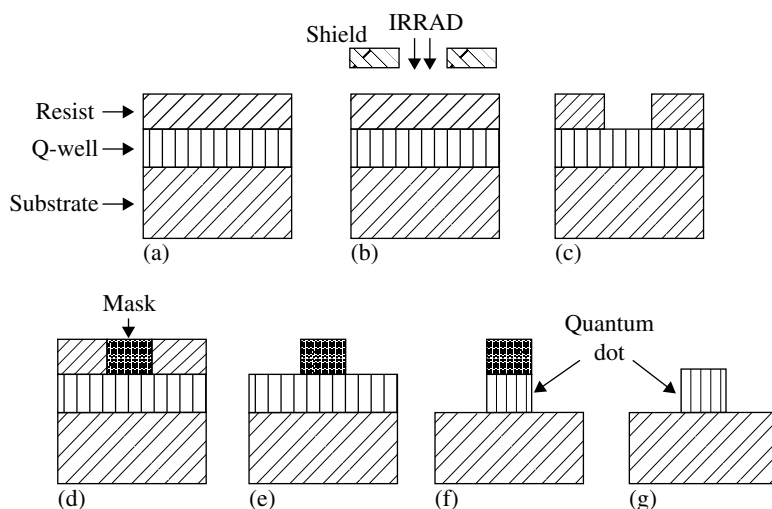 IRRAD
Shield
Resist
Q-well
Substrate
(a)
(b)
(c)
Mask
Quantum
dot
(d)
(e)
(f)
(g)